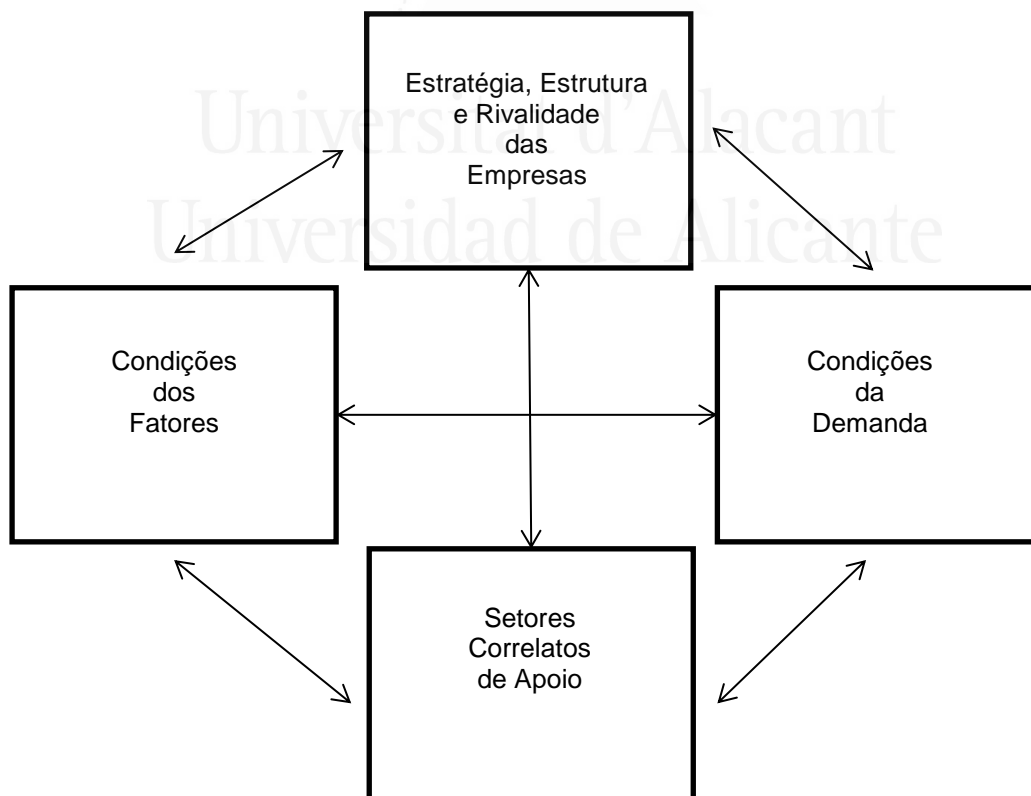 Universitat d'Alacant
Universidad de Alicante
Estratégia, Estrutura
e Rivalidade
das
Empresas
Condições
dos
Fatores
Condições
da
Demanda
Setores
Correlatos
de Apoio